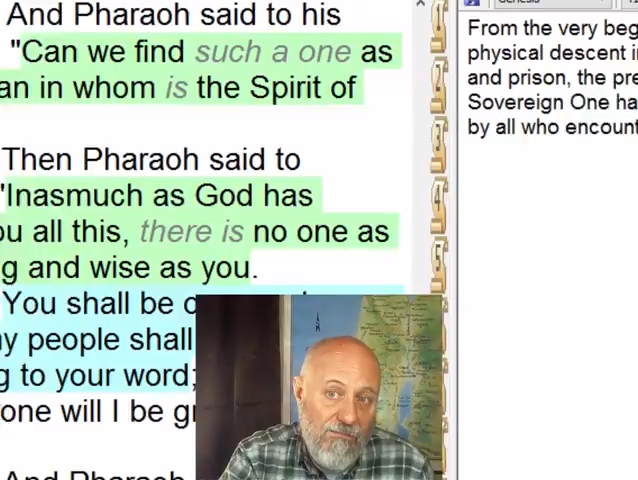 And Pharaoh said to his
"Can we find such a one as
an in whom is the Spirit of
Then Pharaoh said to
"Inasmuch as God has
ou all this, there is no one as
g and wise as you.
You shall be
y people shall
g to your word;
one will I be
And Pharaoh said
From the very beg
physical descent i
and prison, the pre
Sovereign One ha
by all who encount